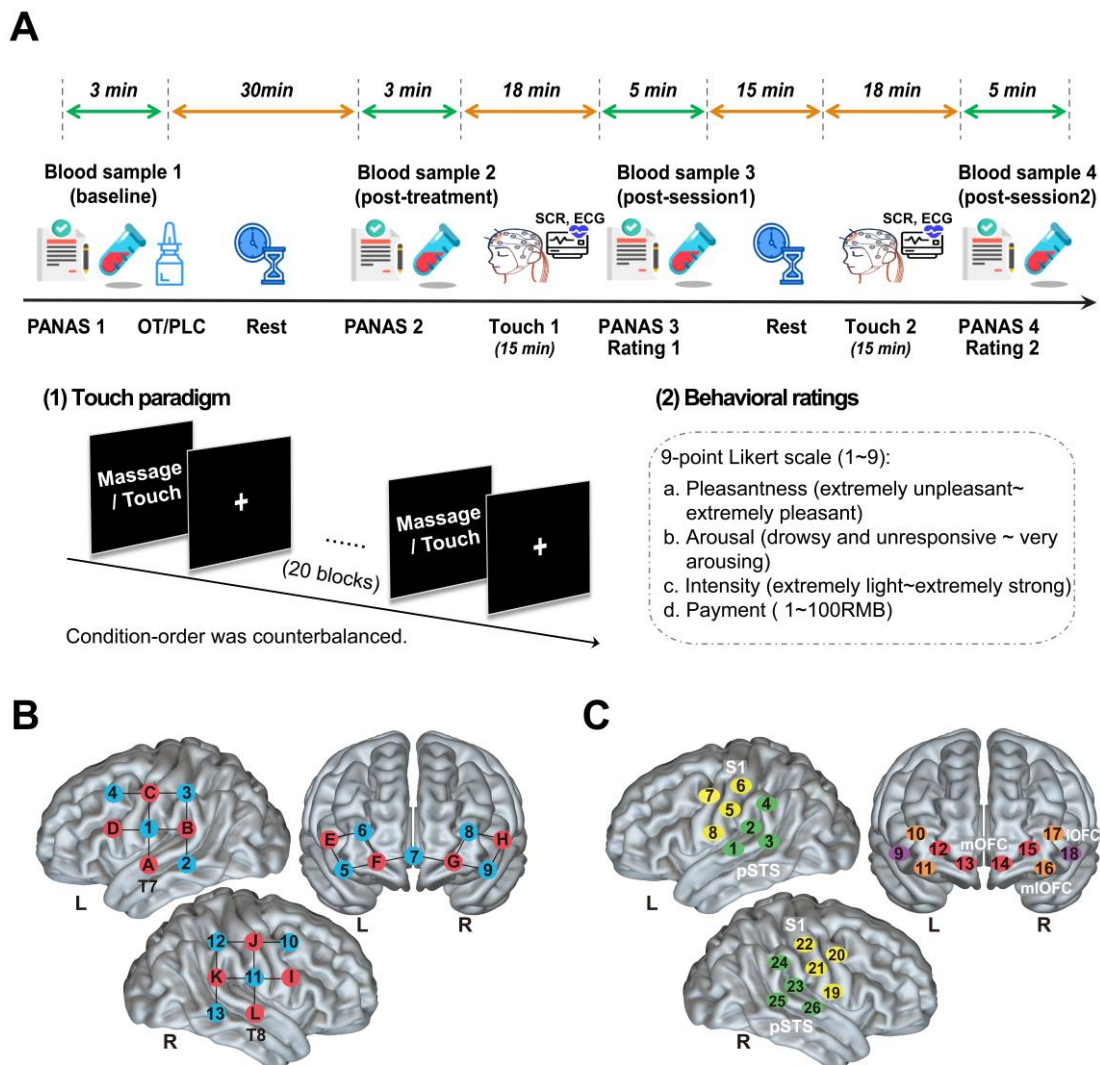 A
3 min 30min 3 min 18 min 5 min 15 min 18 min 5 min
Blood sample 1
(baseline)
Blood sample 2
(post-treatment)
Blood sample 3
(post-session1)
Blood sample 4
(post-session2)
SCR, ECG
SCR, ECG
PANAS 1
OT/PLC
Rest
PANAS 2
Touch 1
(15 min)
PANAS 3
Rating 1
Rest
Touch 2
(15 min)
PANAS 4
Rating 2
(1) Touch paradigm
Massage
/ Touch
+
......
(20 blocks)
Massage
/ Touch
+
Condition-order was counterbalanced.
(2) Behavioral ratings
9-point Likert scale (1~9):
a. Pleasantness (extremely unpleasant~
extremely pleasant)
b. Arousal (drowsy and unresponsive ~ very
arousing)
c. Intensity (extremely light~extremely strong)
d. Payment ( 1~100RMB)
B
4 C 3
D 1 B
A 2
T7
L
E 6 8 H
5 F 7 G 9
L R
12 J 10
K 11 I
13 L
T8
R
C
S1
7 6
5 4
8 2
1 3
pSTS
L
10 17 lOFC
9 12 mOFC 15 18
11 13 14 16
mlOFC
L R
S1
22 20
24 21
23 19
25 26
pSTS
R